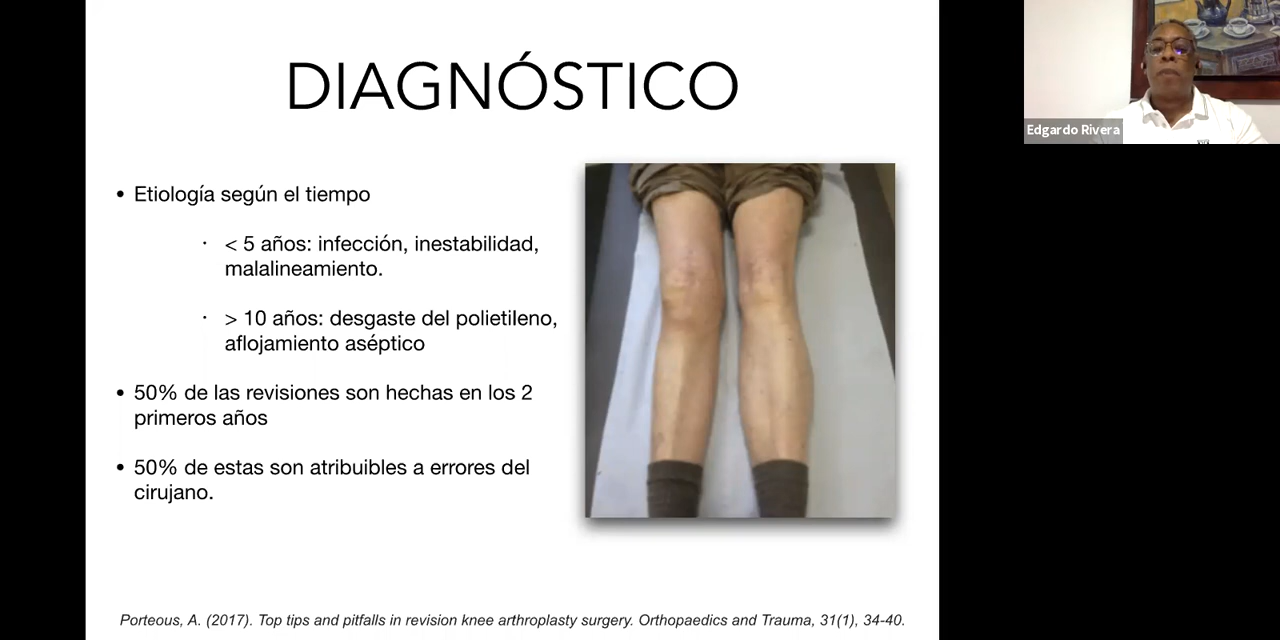 DIAGNÓSTICO
• Etiología según el tiempo
· < 5 años: infección, inestabilidad,
malalineamiento.
· > 10 años: desgaste del polietileno,
aflojamiento aséptico
• 50% de las revisiones son hechas en los 2
primeros años
• 50% de estas son atribuibles a errores del
cirujano.
Porteous, A. (2017). Top tips and pitfalls in revision knee arthroplasty surgery. Orthopaedics and Trauma, 31(1), 34-40.
Edgardo Rivera